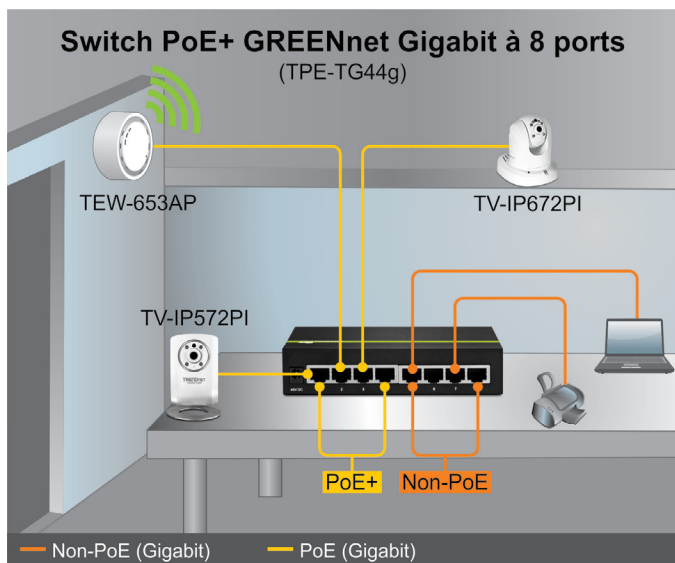 Switch PoE+ GREENnet Gigabit à 8 ports
(TPE-TG44g)
TEW-653AP
TV-IP672PI
TV-IP572PI
TRENDnet
PoE+
Non-PoE
Non-PoE (Gigabit)
PoE (Gigabit)